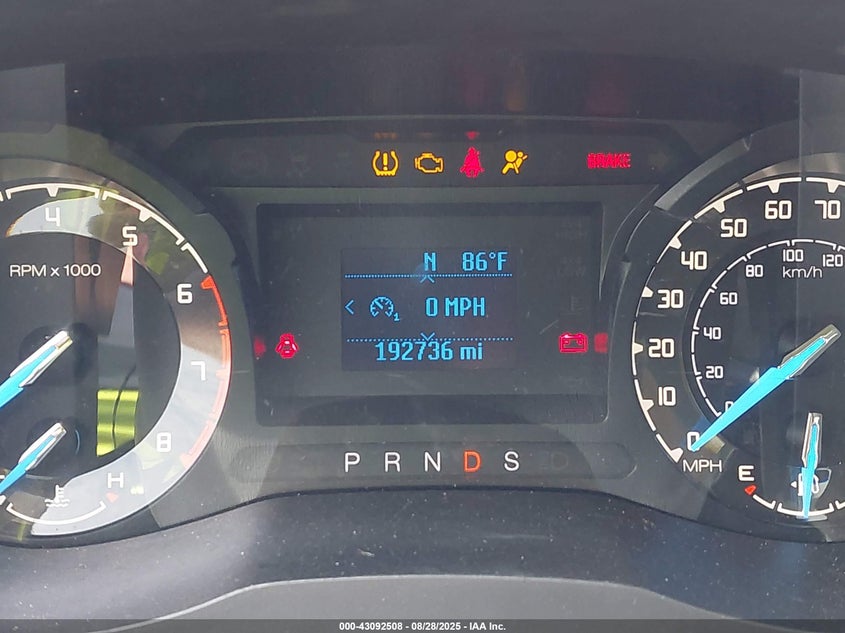 BRAKE
4
5
6
7
8
RPM x 1000
H
N 86°F
< 1 0 MPH
192736 mi
P R N D S
0 10 20 30 40 50 60 70
MPH
20 40 60 80 100 120
km/h
E
000-43092508 - 08/28/2025 - IAA Inc.